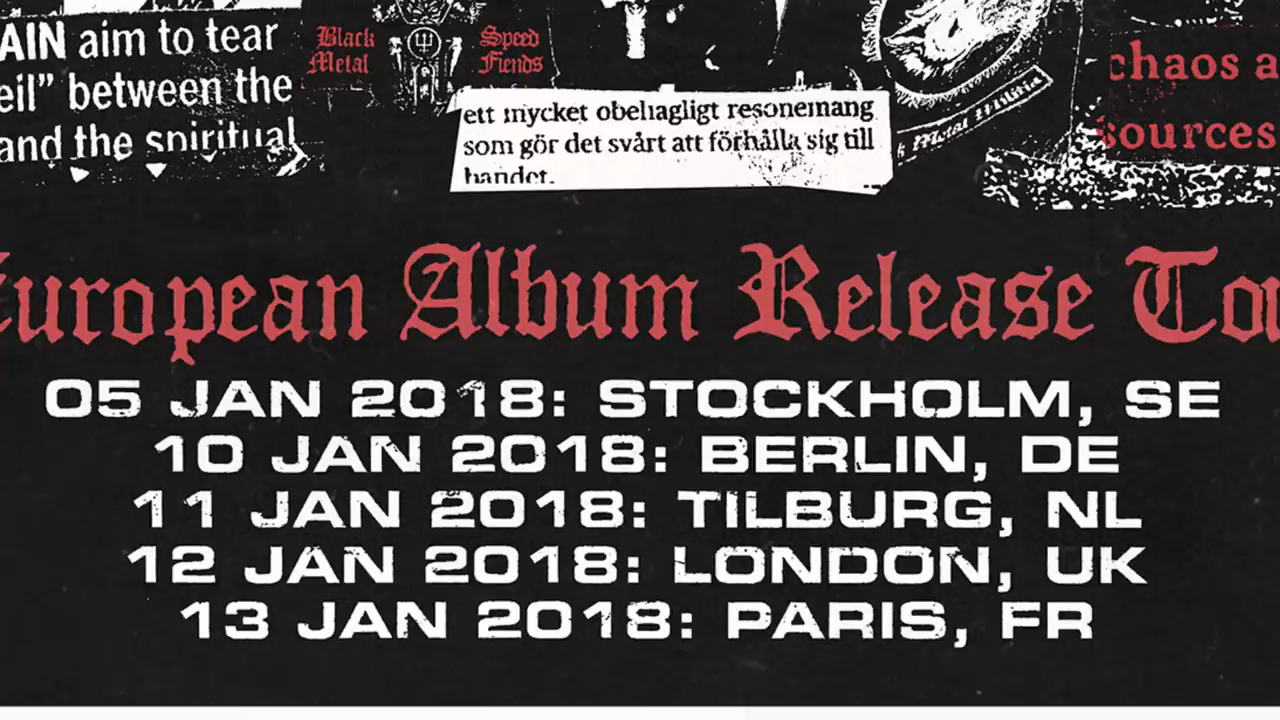 AIN aim to tear
eil” between the
and the spiritual
Black
Metal
Speed
Fiends
ett mycket obehagligt resonemang
som gör det svårt att förhålla sig till
bandet.
Metal Militia
chaos a
sources
European Album Release Tou
05 JAN 2018: STOCKHOLM, SE
10 JAN 2018: BERLIN, DE
11 JAN 2018: TILBURG, NL
12 JAN 2018: LONDON, UK
13 JAN 2018: PARIS, FR